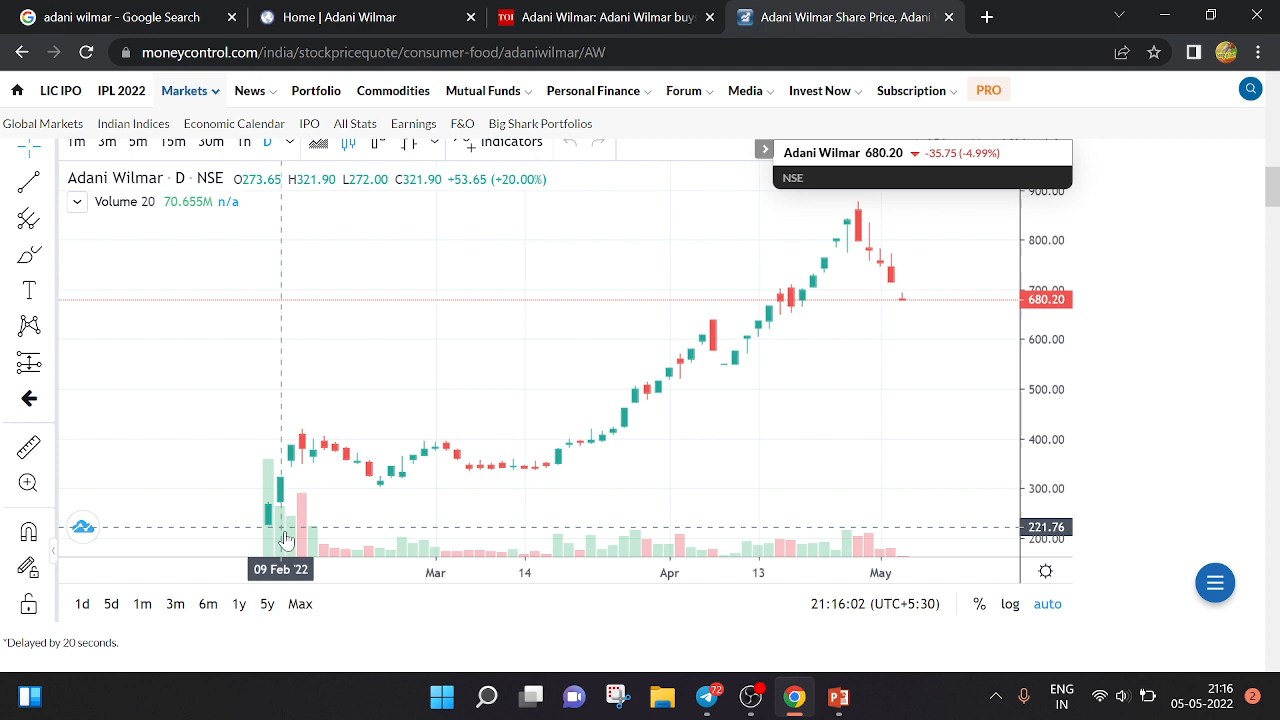 aw - Google Search
Home | Adani Wilmar
TOI Adani Wilmar: Adani Wilmar buy
Adani Wilmar Share Price, Adani
moneycontrol.com/india/stockpricequote/consumer-food/adaniwilmar/AW
LIC IPO IPL 2022 Markets News Portfolio Commodities Mutual Funds Personal Finance Forum Media Invest Now Subscription PRO
Global Markets Indian Indices Economic Calendar IPO All Stats Earnings F&O Big Shark Portfolios
1m 3m 5m 15m 30m 1h D Indicators
Adani Wilmar 680.20 -35.75 (-4.99%)
NSE
Adani Wilmar · D · NSE O273.65 H321.90 L272.00 C321.90 +53.65 (+20.00%)
Volume 20 70.655M n/a
900.00
800.00
700.00
680.20
600.00
500.00
400.00
300.00
221.76
200.00
09 Feb '22 Mar 14 Apr 13 May
1d 5d 1m 3m 6m 1y 5y Max 21:16:02 (UTC+5:30) % log auto
*Delayed by 20 seconds.
72
ENG
IN
21:16
05-05-2022
2